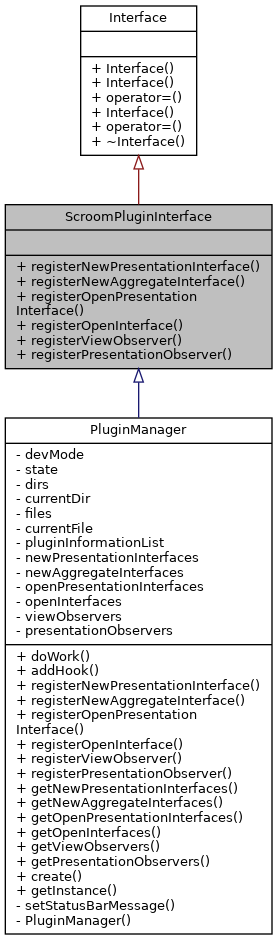 Interface
+ Interface()
+ Interface()
+ operator=()
+ Interface()
+ operator=()
+ ~Interface()
ScroomPluginInterface
+ registerNewPresentationInterface()
+ registerNewAggregateInterface()
+ registerOpenPresentation
Interface()
+ registerOpenInterface()
+ registerViewObserver()
+ registerPresentationObserver()
PluginManager
- devMode
- state
- dirs
- currentDir
- files
- currentFile
- pluginInformationList
- newPresentationInterfaces
- newAggregateInterfaces
- openPresentationInterfaces
- openInterfaces
- viewObservers
- presentationObservers
+ doWork()
+ addHook()
+ registerNewPresentationInterface()
+ registerNewAggregateInterface()
+ registerOpenPresentation
Interface()
+ registerOpenInterface()
+ registerViewObserver()
+ registerPresentationObserver()
+ getNewPresentationInterfaces()
+ getNewAggregateInterfaces()
+ getOpenPresentationInterfaces()
+ getOpenInterfaces()
+ getViewObservers()
+ getPresentationObservers()
+ create()
+ getInstance()
- setStatusBarMessage()
- PluginManager()